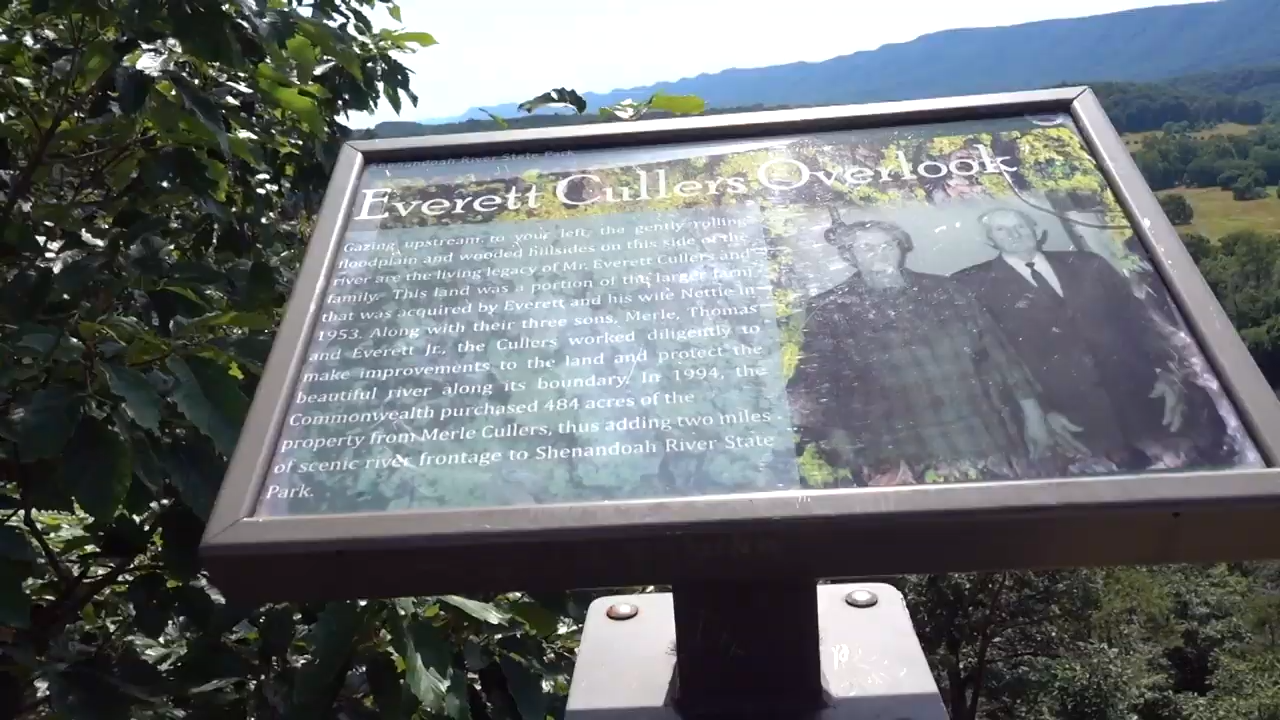 Shenandoah River State Park
Everett Cullers Overlook
Gazing upstream to your left, the gently rolling
floodplain and wooded hillsides on this side of the
river are the living legacy of Mr. Everett Cullers and
family. This land was a portion of this larger farm
that was acquired by Everett and his wife Nettie in
1953. Along with their three sons, Merle, Thomas
and Everett Jr., the Cullers worked diligently to
make improvements to the land and protect the
beautiful river along its boundary. In 1994, the
Commonwealth purchased 484 acres of the
property from Merle Cullers, thus adding two miles
of scenic river frontage to Shenandoah River State
Park.